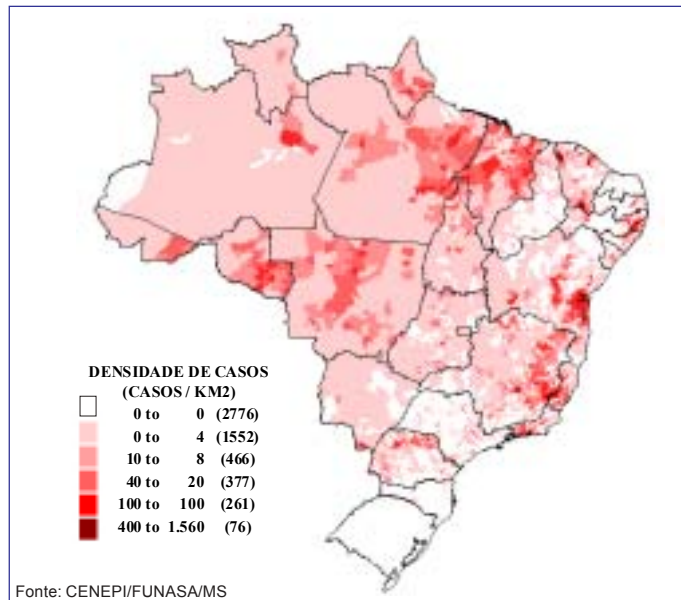 DENSIDADE DE CASOS
(CASOS / KM2)
0 to 0 (2776)
0 to 4 (1552)
10 to 8 (466)
40 to 20 (377)
100 to 100 (261)
400 to 1.560 (76)
Fonte: CENEPI/FUNASA/MS